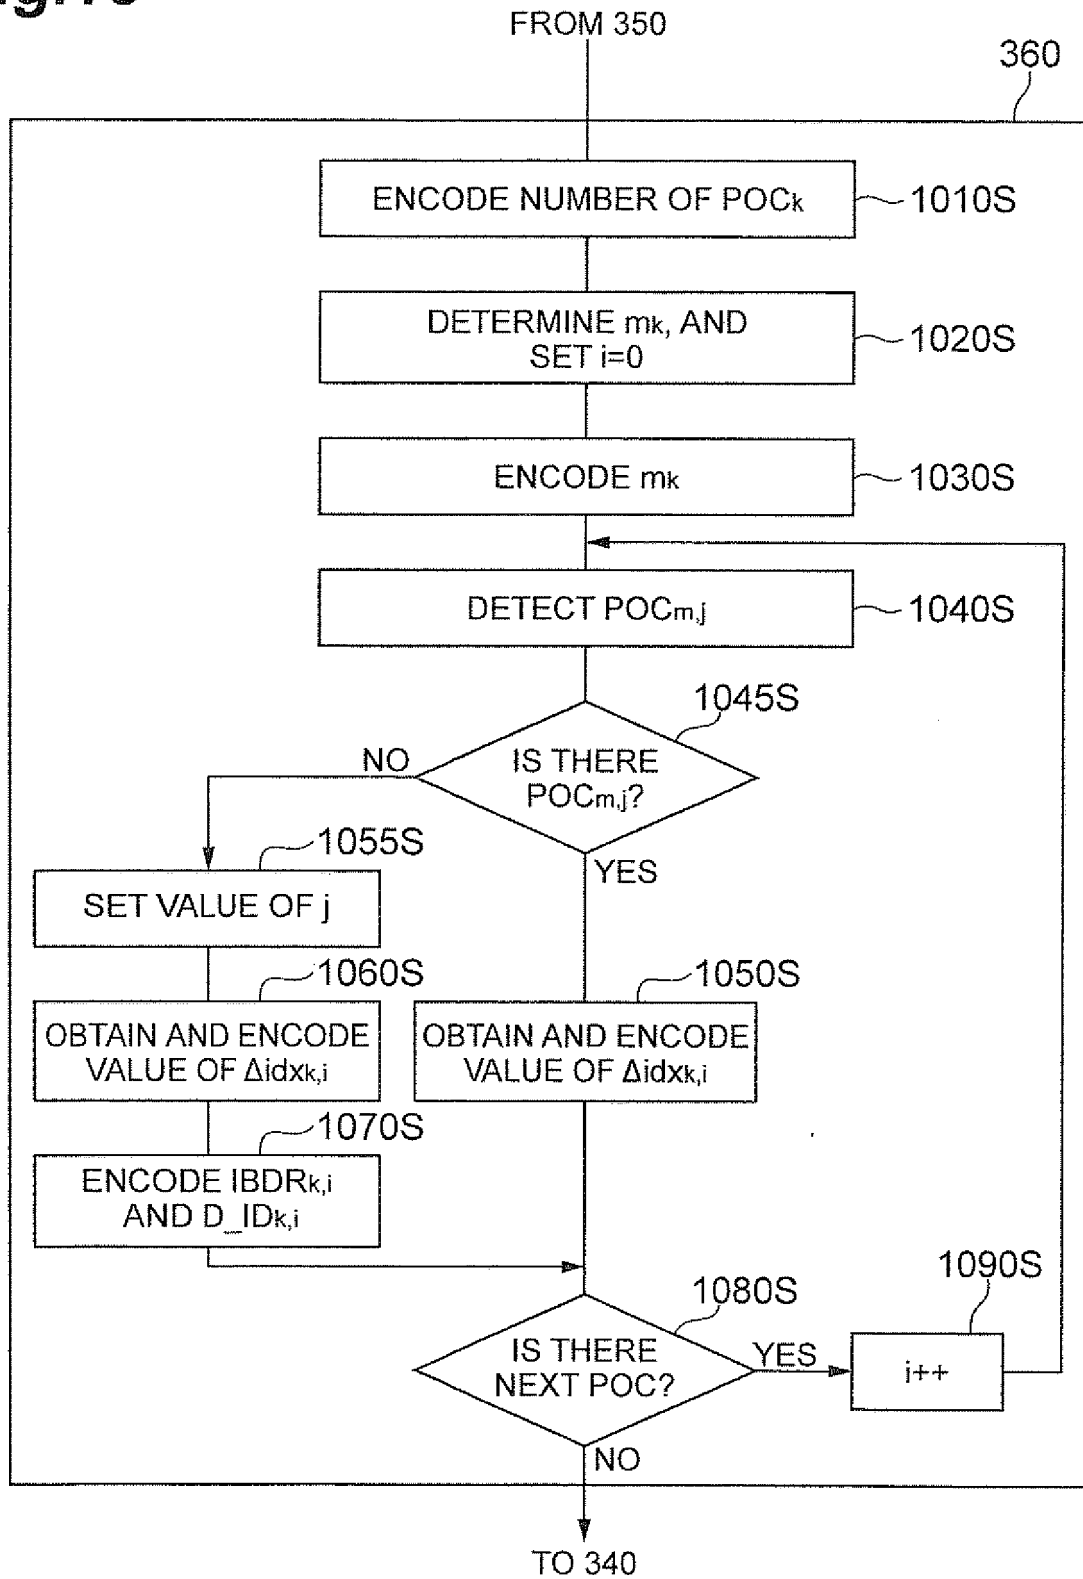 FROM 350
360
ENCODE NUMBER OF POCk
1010S
DETERMINE mk, AND
SET i=0
1020S
ENCODE mk
1030S
DETECT POCm,j
1040S
1045S
IS THERE
POCm,j?
NO
YES
1055S
SET VALUE OF j
1060S
OBTAIN AND ENCODE
VALUE OF Δidxk,i
1050S
OBTAIN AND ENCODE
VALUE OF Δidxk,i
1070S
ENCODE IBDRk,i
AND D_IDk,i
1080S
IS THERE
NEXT POC?
YES
1090S
i++
NO
TO 340